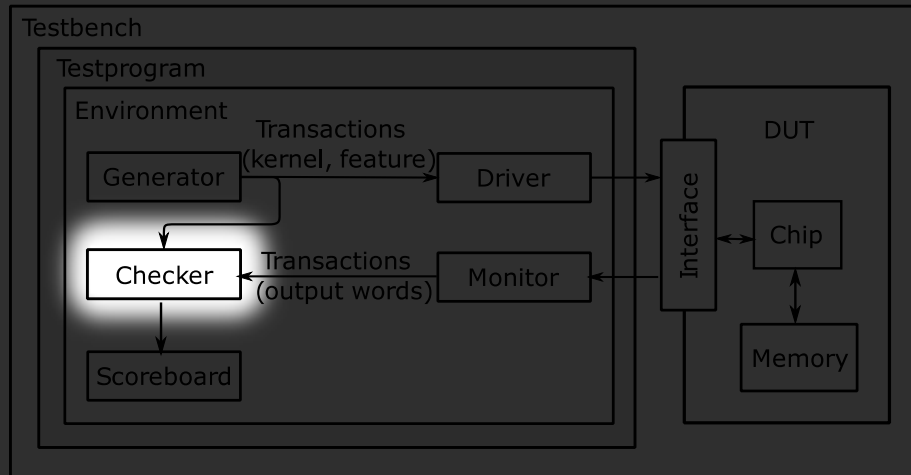 Testbench
Testprogram
Environment
Transactions
(kernel, feature)
DUT
Generator
Driver
Interface
Chip
Checker
Transactions
(output words)
Monitor
Memory
Scoreboard